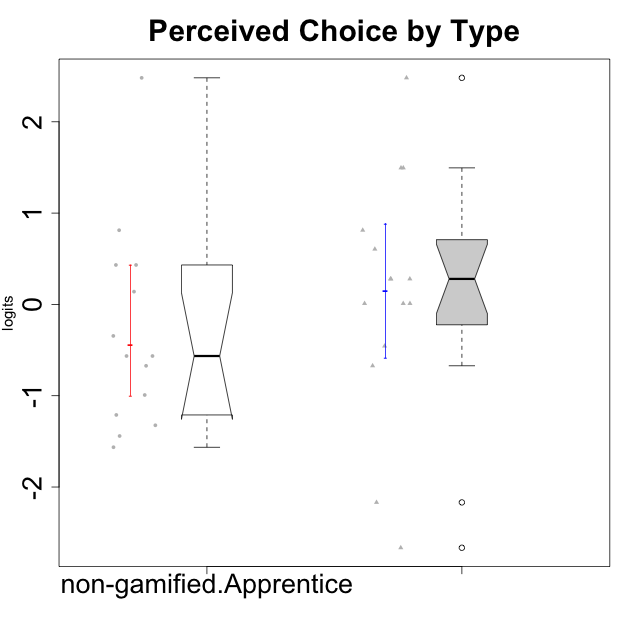 Perceived Choice by Type
2
1
0
-1
-2
logits
non-gamified.Apprentice